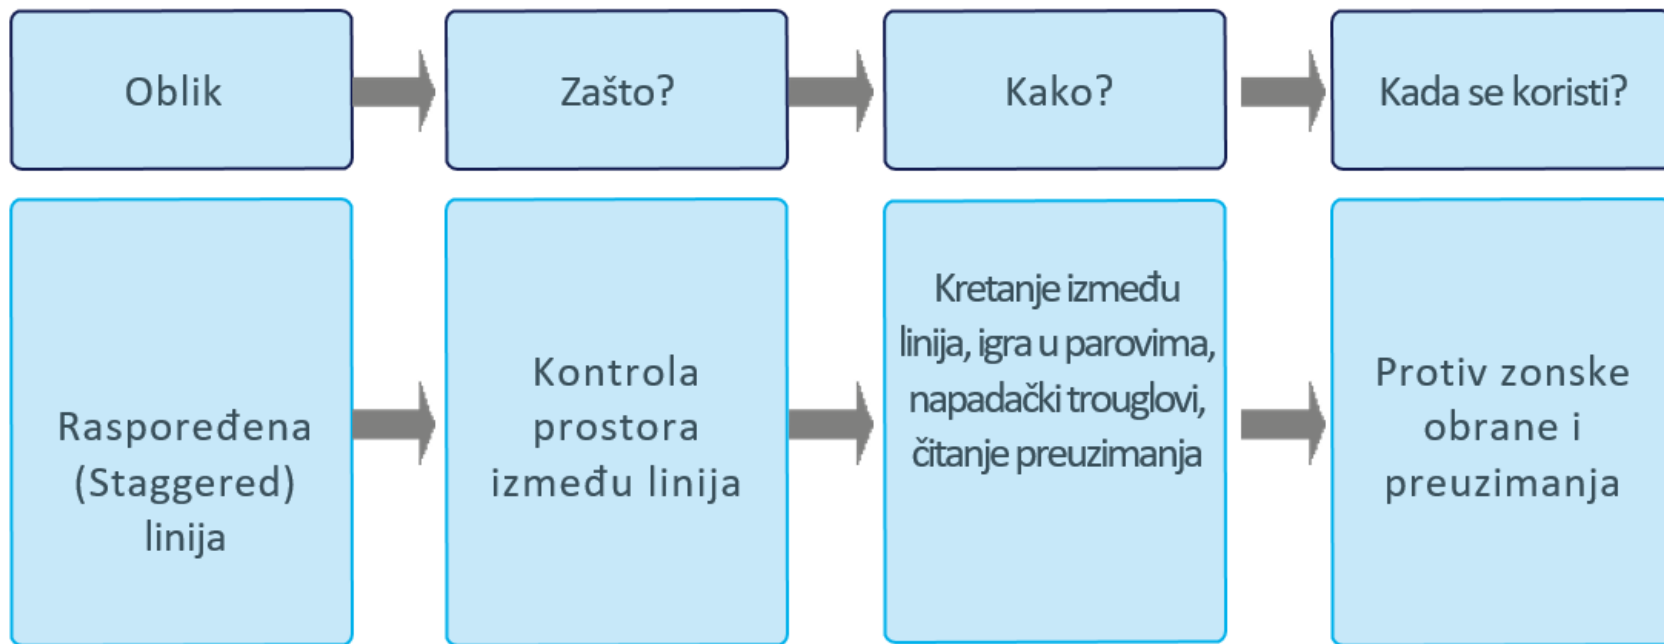 Oblik
Zašto?
Kako?
Kada se koristi?
Raspoređena
(Staggered)
linija
Kontrola
prostora
između linija
Kretanje između
linija, igra u parovima,
napadački trouglovi,
čitanje preuzimanja
Protiv zonske
obrane i
preuzimanja